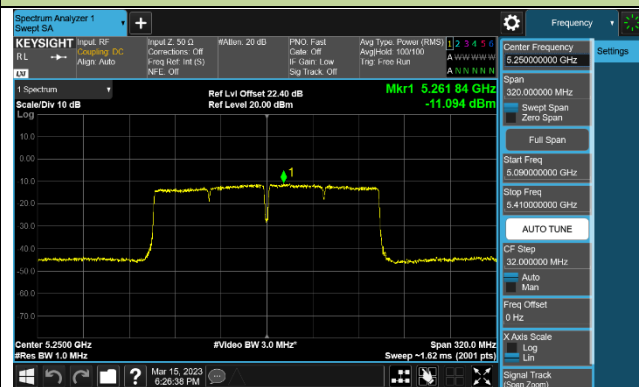 Spectrum Analyzer 1
Swept SA
+
Frequency
KEYSIGHT
RL
LXI
Input: RF
Coupling: DC
Align: Auto
Input Z: 50 Ω
Corrections: Off
Freq Ref: Int (S)
NFE: Off
#Atten: 20 dB
PNO: Fast
Gate: Off
IF Gain: Low
Sig Track: Off
Avg Type: Power (RMS)
Avg|Hold: 100/100
Trig: Free Run
1 2 3 4 5 6
A W W W W W
A N N N N N
1 Spectrum
Scale/Div 10 dB
Log
Ref Lvl Offset 22.40 dB
Ref Level 20.00 dBm
Mkr1 5.261 84 GHz
-11.094 dBm
10.0
0.00
-10.0
-20.0
-30.0
-40.0
-50.0
-60.0
-70.0
1
Center 5.2500 GHz
#Res BW 1.0 MHz
#Video BW 3.0 MHz*
Span 320.0 MHz
Sweep ~1.62 ms (2001 pts)
Center Frequency
5.250000000 GHz
Settings
Span
320.000000 MHz
Swept Span
Zero Span
Full Span
Start Freq
5.090000000 GHz
Stop Freq
5.410000000 GHz
AUTO TUNE
CF Step
32.000000 MHz
Auto
Man
Freq Offset
0 Hz
X Axis Scale
Log
Lin
Signal Track
(Span Zoom)
?
Mar 15, 2023
6:26:38 PM